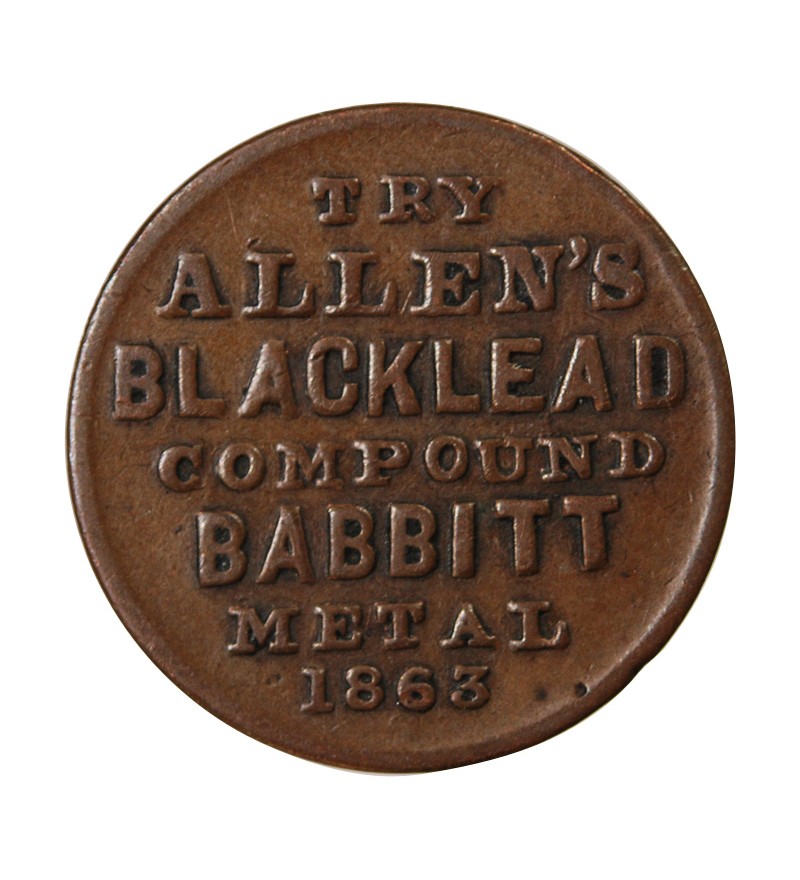 TRY
ALLEN'S
BLACKLEAD
COMPOUND
BABBITT
METAL
1863